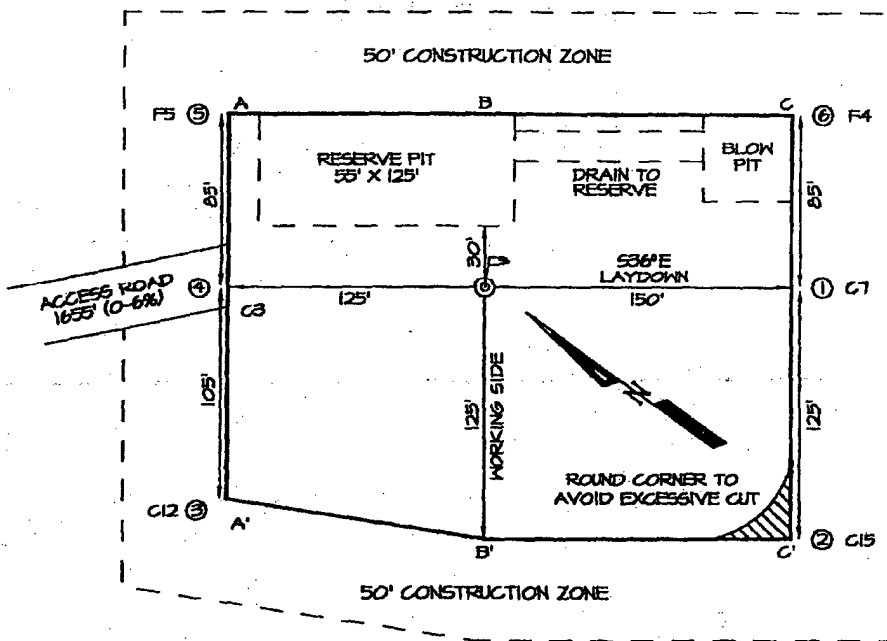 50' CONSTRUCTION ZONE
F5 ⑤ A B C ⑥ F4
RESERVE PIT
55' X 125'
BLOW
PIT
DRAIN TO
RESERVE
85'
85'
30'
S36°E
LAYDOWN
ACCESS ROAD
1655' (0-6%)
④
C3
125'
150'
① C7
105'
125'
WORKING SIDE
N
125'
ROUND CORNER TO
AVOID EXCESSIVE CUT
C12 ③
A'
B'
C'
② C15
50' CONSTRUCTION ZONE